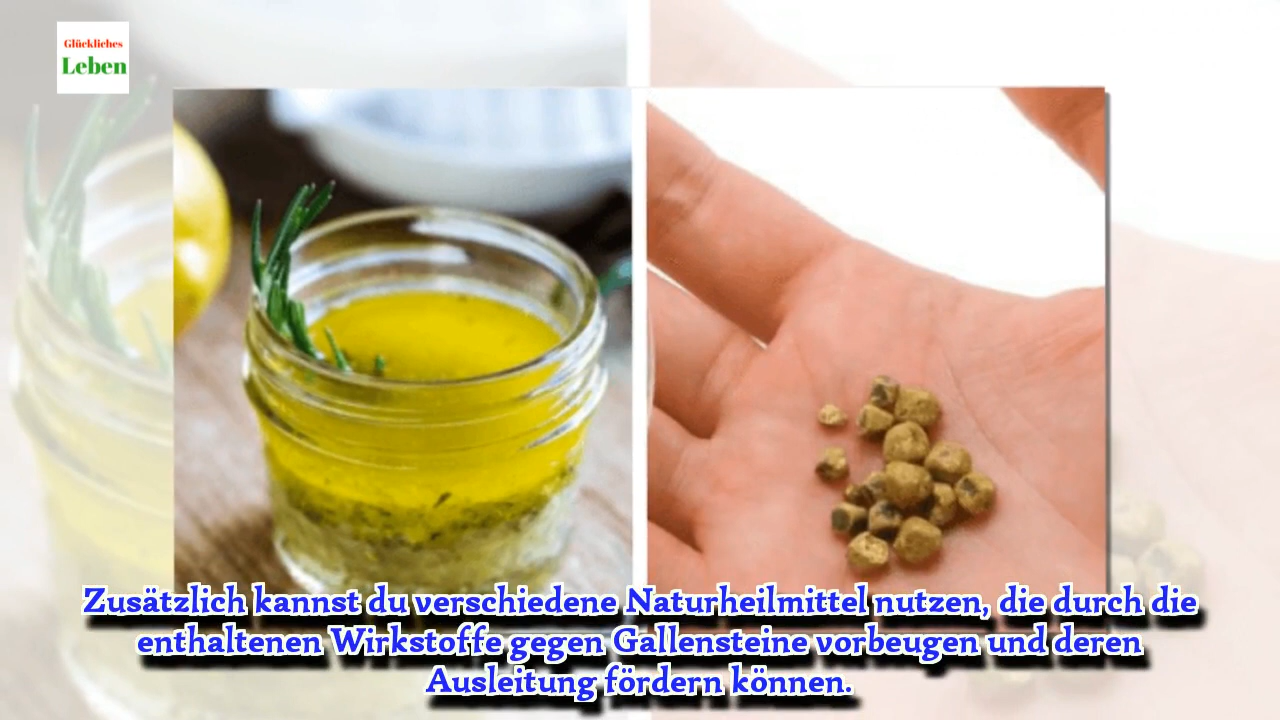 Glückliches
Leben
Zusätzlich kannst du verschiedene Naturheilmittel nutzen, die durch die
enthaltenen Wirkstoffe gegen Gallensteine vorbeugen und deren
Ausleitung fördern können.